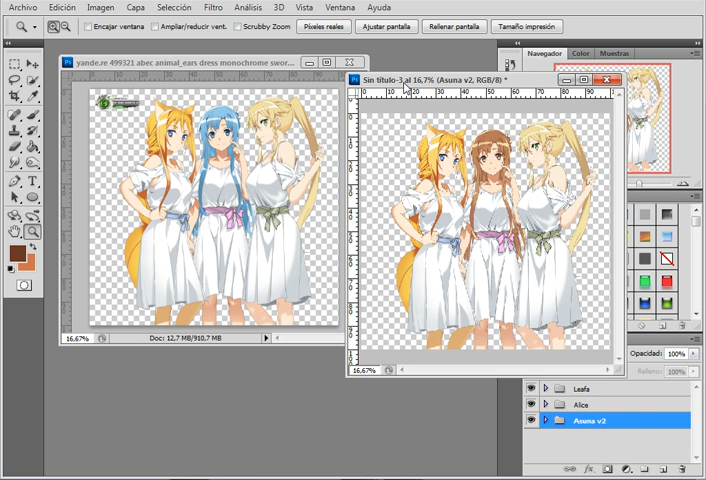 Archivo Edición Imagen Capa Selección Filtro Análisis 3D Vista Ventana Ayuda
Encajar ventana Ampliar/reducir vent. Scrubby Zoom Píxeles reales Ajustar pantalla Rellenar pantalla Tamaño impresión
yande.re 499321 abec animal_ears dress monochrome swor...
Navegador Color Muestras
Sin título-3 al 16,7% (Asuna v2, RGB/8) *
16,67% Doc: 12,7 MB/910,7 MB
Opacidad: 100%
16,67%
Relleno: 100%
Leafa
Alice
Asuna v2